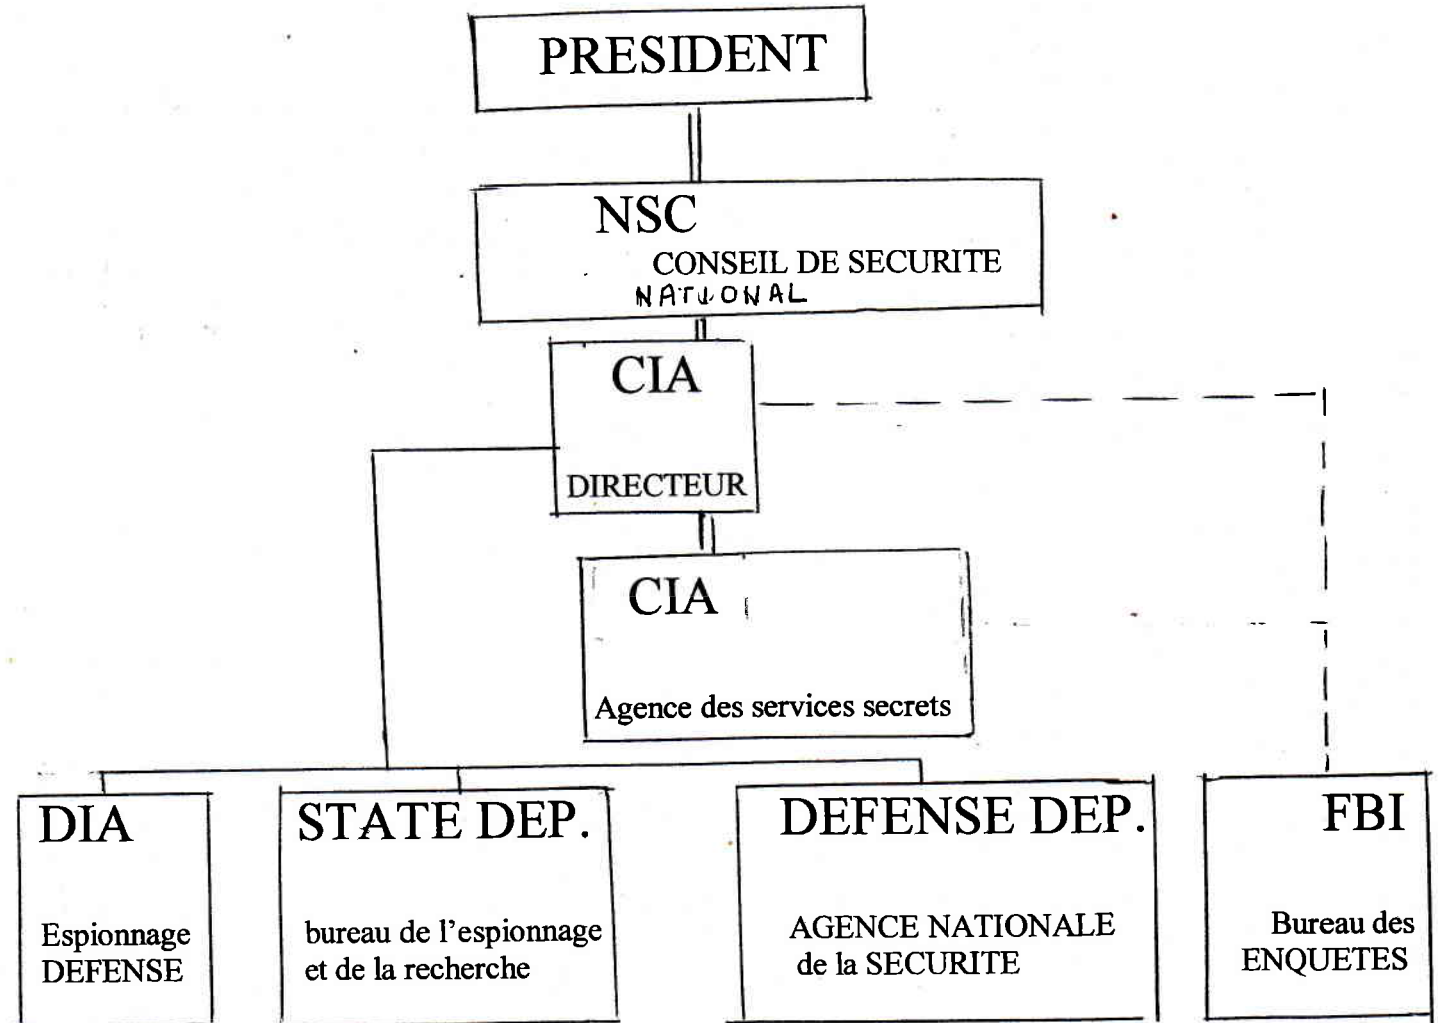 PRESIDENT
NSC
CONSEIL DE SECURITE
NATIONAL
CIA
DIRECTEUR
CIA
Agence des services secrets
DIA
Espionnage
DEFENSE
STATE DEP.
bureau de l'espionnage
et de la recherche
DEFENSE DEP.
AGENCE NATIONALE
de la SECURITE
FBI
Bureau des
ENQUETES